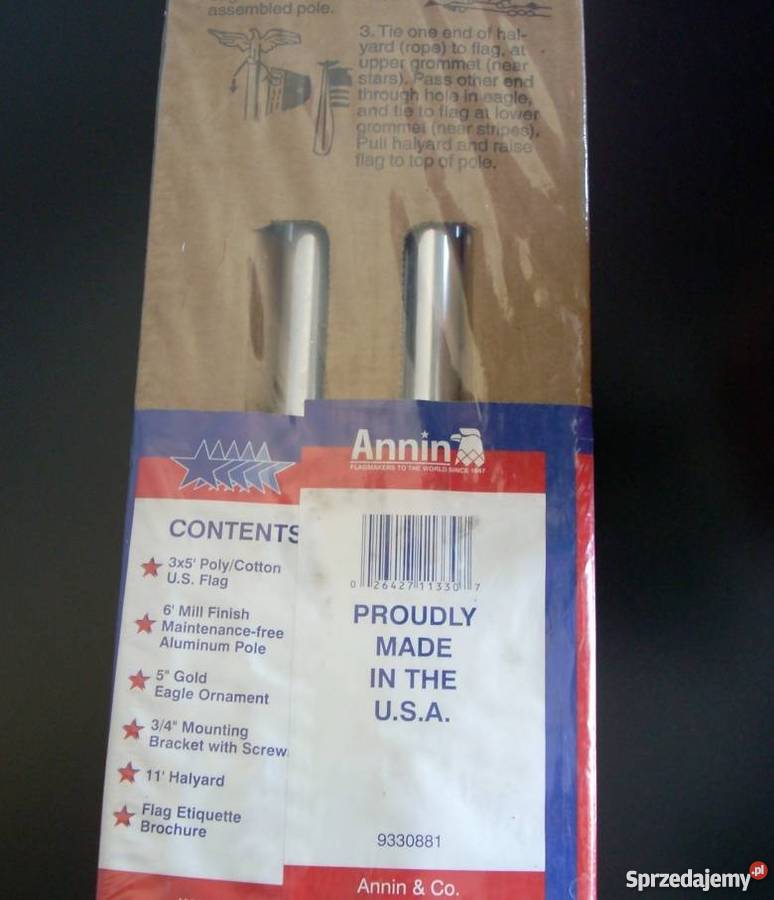 assembled pole.
3. Tie one end of hal-
yard (rope) to flag, at
upper grommet (near
stars). Pass other end
through hole in eagle,
and tie to flag at lower
grommet (near stripes).
Pull halyard and raise
flag to top of pole.
Annin
FLAGMAKERS TO THE WORLD SINCE 1847
CONTENTS
3x5' Poly/Cotton
U.S. Flag
6' Mill Finish
Maintenance-free
Aluminum Pole
5" Gold
Eagle Ornament
3/4" Mounting
Bracket with Screw
11' Halyard
Flag Etiquette
Brochure
0 26427 11330 7
PROUDLY
MADE
IN THE
U.S.A.
9330881
Annin & Co.
Sprzedajemy.pl